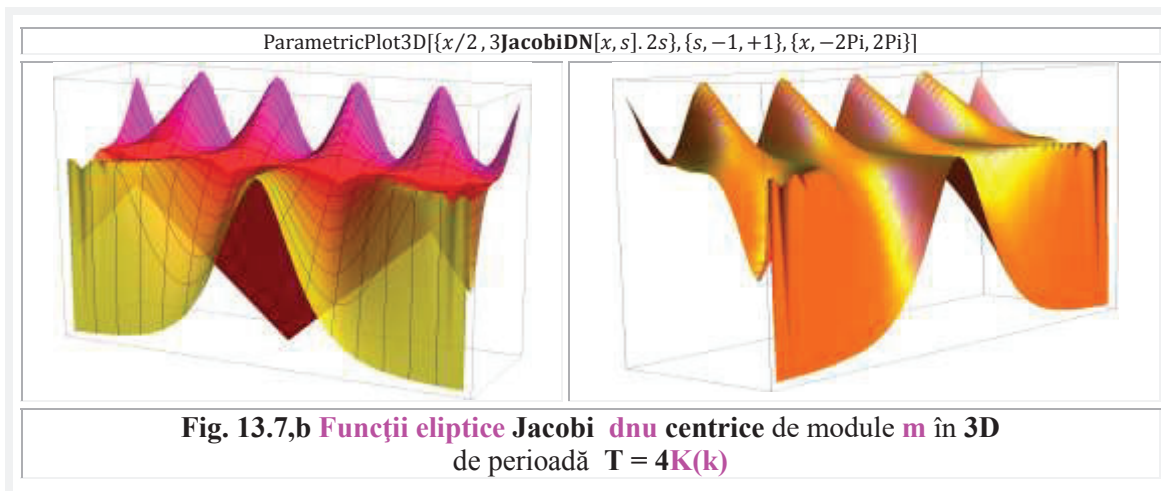 ParametricPlot3D[{x/2 , 3JacobiDN[x, s]. 2s}, {s, −1, +1}, {x, −2Pi, 2Pi}]
Fig. 13.7,b Funcţii eliptice Jacobi dnu centrice de module m în 3D
de perioadă T = 4K(k)